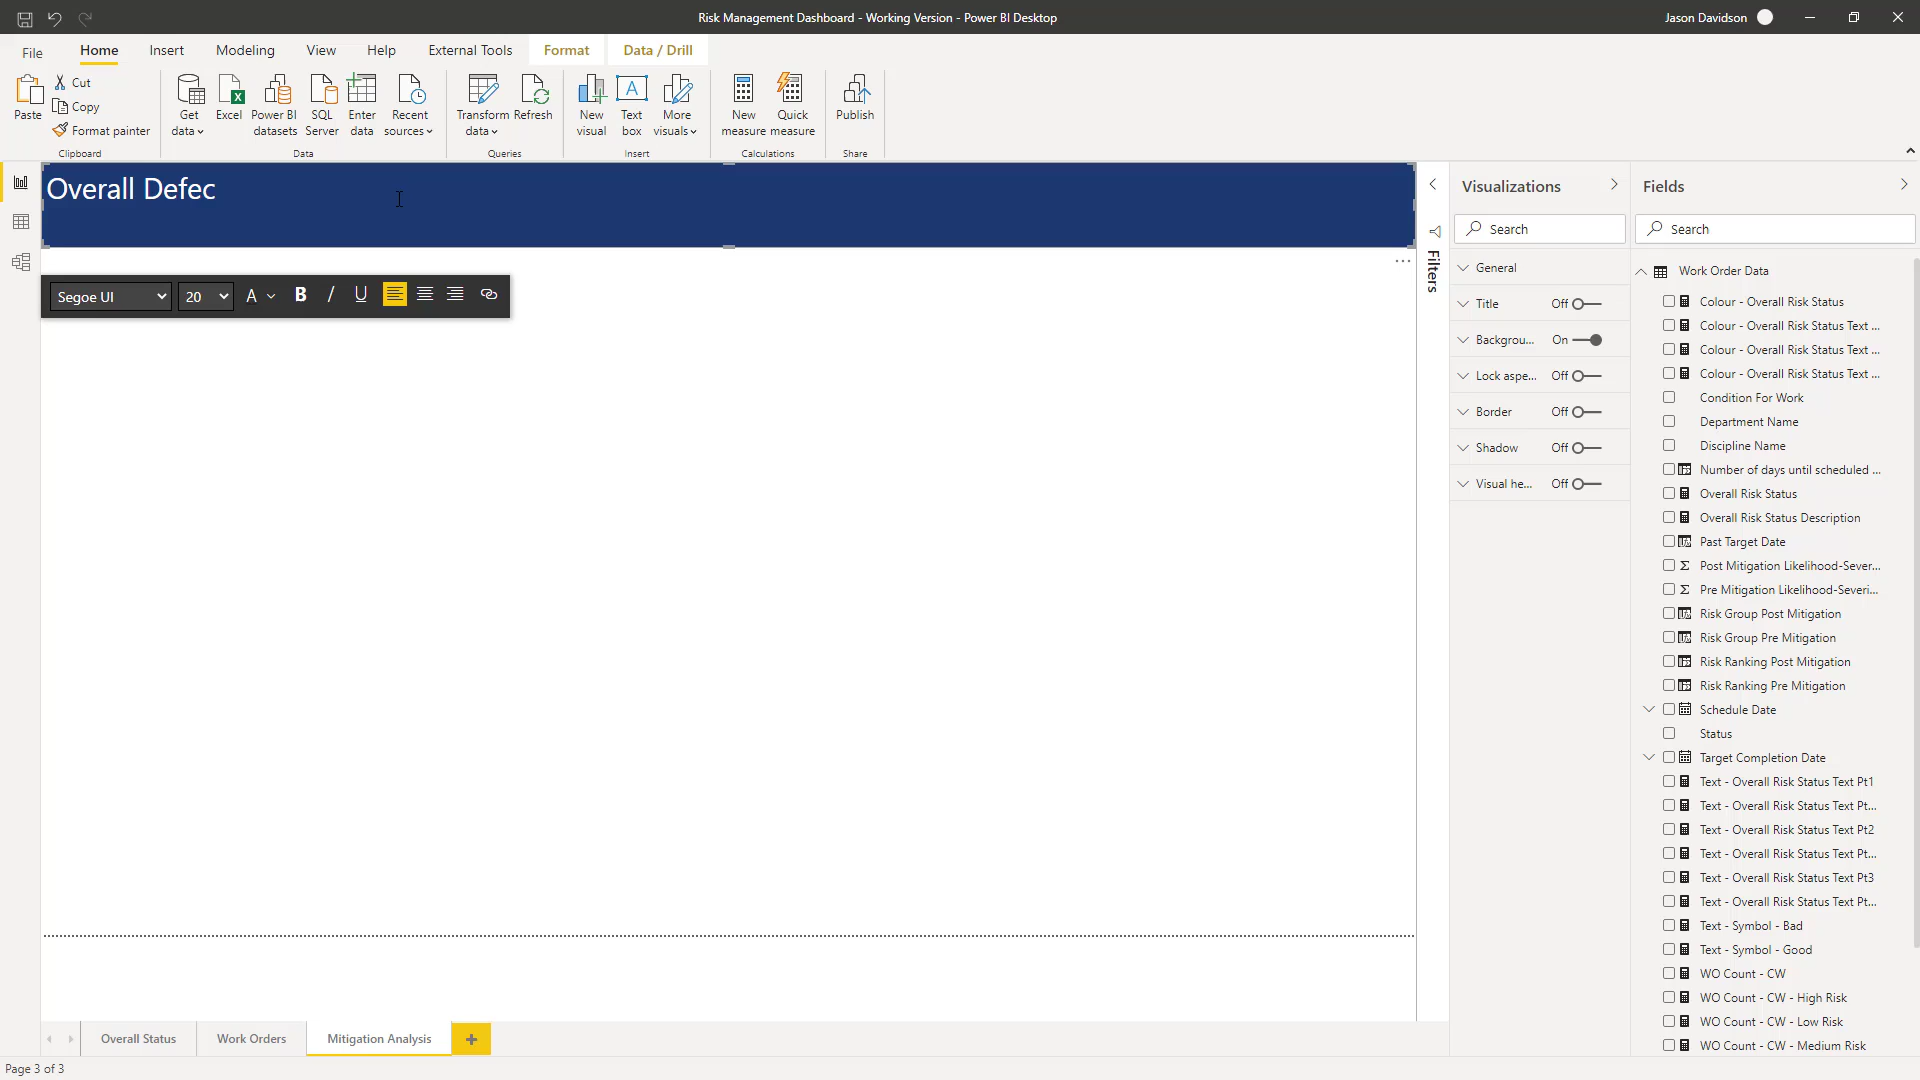 Risk Management Dashboard - Working Version - Power BI Desktop
Jason Davidson
File
Home
Insert
Modeling
View
Help
External Tools
Format
Data / Drill
Paste
Cut
Copy
Format painter
Clipboard
Get
data
Excel
Power BI
datasets
SQL
Server
Enter
data
Recent
sources
Data
Transform
data
Refresh
Queries
New
visual
Text
box
More
visuals
Insert
New
measure
Quick
measure
Calculations
Publish
Share
Overall Defec
Segoe UI
20
A
B
I
U
Filters
Visualizations
Search
General
Title Off
Backgrou... On
Lock aspe... Off
Border Off
Shadow Off
Visual he... Off
Fields
Search
Work Order Data
Colour - Overall Risk Status
Colour - Overall Risk Status Text ...
Colour - Overall Risk Status Text ...
Colour - Overall Risk Status Text ...
Condition For Work
Department Name
Discipline Name
Number of days until scheduled ...
Overall Risk Status
Overall Risk Status Description
Past Target Date
Post Mitigation Likelihood-Sever...
Pre Mitigation Likelihood-Severi...
Risk Group Post Mitigation
Risk Group Pre Mitigation
Risk Ranking Post Mitigation
Risk Ranking Pre Mitigation
Schedule Date
Status
Target Completion Date
Text - Overall Risk Status Text Pt1
Text - Overall Risk Status Text Pt...
Text - Overall Risk Status Text Pt2
Text - Overall Risk Status Text Pt...
Text - Overall Risk Status Text Pt3
Text - Overall Risk Status Text Pt...
Text - Symbol - Bad
Text - Symbol - Good
WO Count - CW
WO Count - CW - High Risk
WO Count - CW - Low Risk
WO Count - CW - Medium Risk
Overall Status
Work Orders
Mitigation Analysis
Page 3 of 3